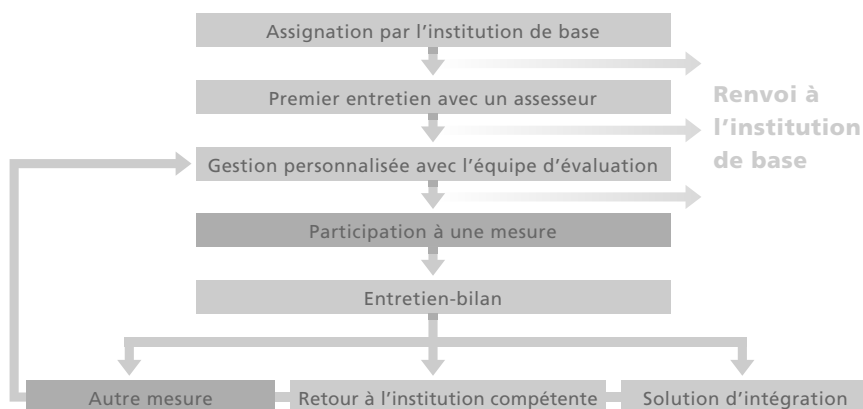 Assignation par l'institution de base
Premier entretien avec un assesseur
Renvoi à
l'institution
de base
Gestion personnalisée avec l'équipe d'évaluation
Participation à une mesure
Entretien-bilan
Autre mesure
Retour à l'institution compétente
Solution d'intégration